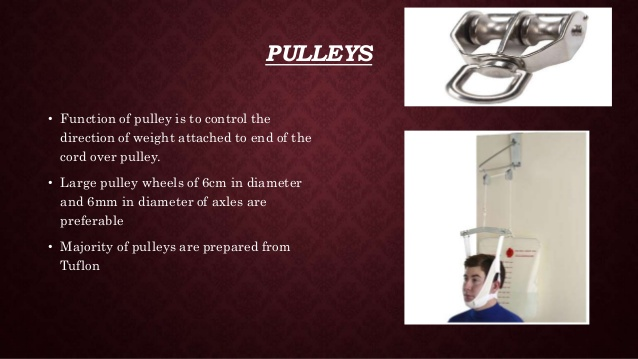 PULLEYS
• Function of pulley is to control the
direction of weight attached to end of the
cord over pulley.
• Large pulley wheels of 6cm in diameter
and 6mm in diameter of axles are
preferable
• Majority of pulleys are prepared from
Tuflon